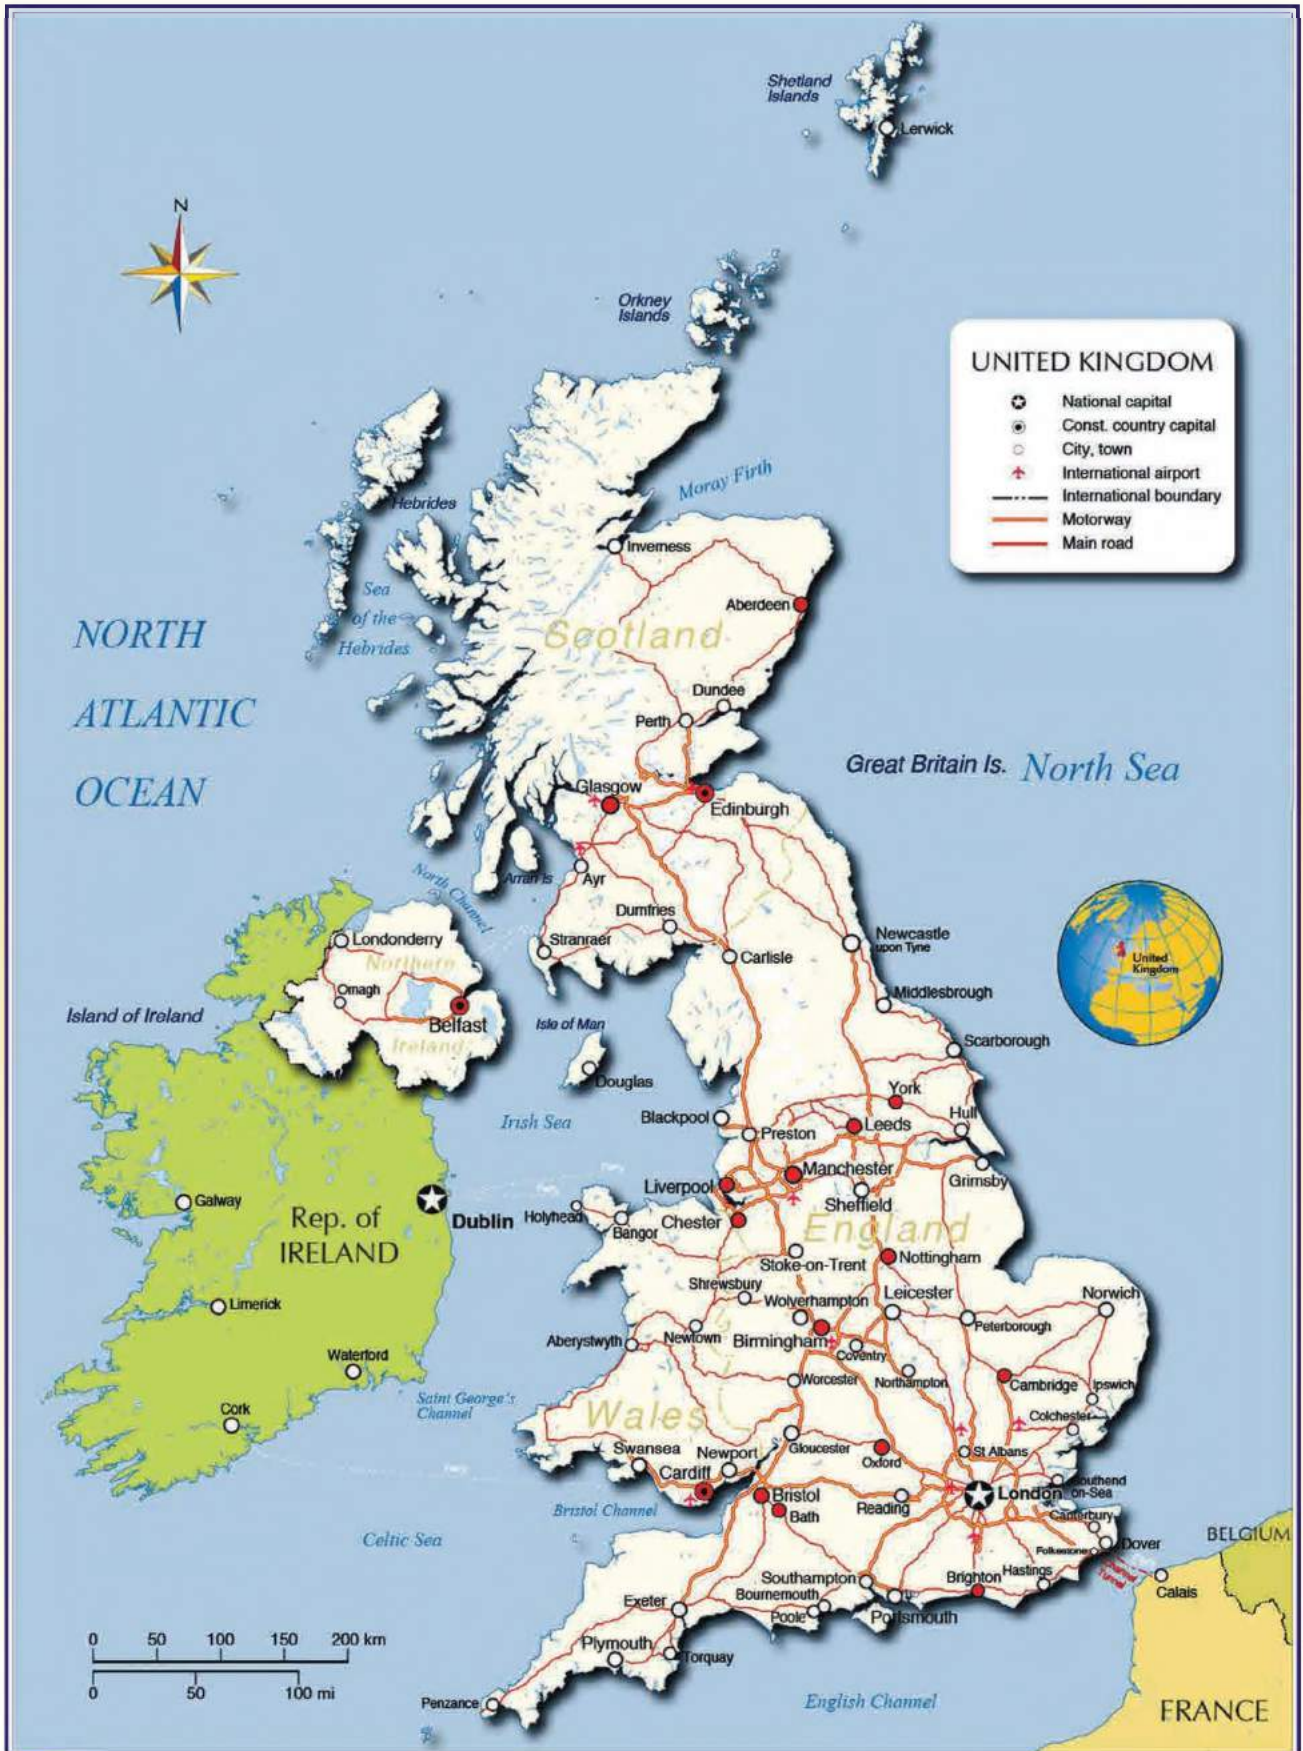 Shetland
Islands
Lerwick
N
Orkney
Islands
UNITED KINGDOM
National capital
Const. country capital
City, town
International airport
International boundary
Motorway
Main road
Hebrides
Moray Firth
Inverness
Sea
of the
Hebrides
Aberdeen
Scotland
NORTH
ATLANTIC
OCEAN
Dundee
Perth
Great Britain Is.
North Sea
Glasgow
Edinburgh
Arran Is
Ayr
North Channel
Dumfries
Stranraer
Carlisle
Newcastle
upon Tyne
United
Kingdom
Londonderry
Northern
Omagh
Belfast
Ireland
Island of Ireland
Isle of Man
Douglas
Middlesbrough
Scarborough
Irish Sea
Blackpool
Preston
York
Leeds
Hull
Liverpool
Manchester
Sheffield
Grimsby
Galway
Rep. of
IRELAND
Dublin
Holyhead
Bangor
Chester
England
Stoke-on-Trent
Nottingham
Limerick
Shrewsbury
Wolverhampton
Leicester
Norwich
Peterborough
Aberystwyth
Newtown
Birmingham
Coventry
Waterford
Worcester
Northampton
Cambridge
Ipswich
Cork
Saint George's
Channel
Wales
Colchester
Swansea
Newport
Gloucester
Oxford
St Albans
Cardiff
Bristol
Bath
Reading
London
Southend
on-Sea
Bristol Channel
Canterbury
Celtic Sea
Folkestone
Dover
BELGIUM
Channel
Tunnel
Calais
Southampton
Bournemouth
Poole
Portsmouth
Brighton
Hastings
Exeter
Plymouth
Torquay
Penzance
English Channel
FRANCE
0 50 100 150 200 km
0 50 100 mi